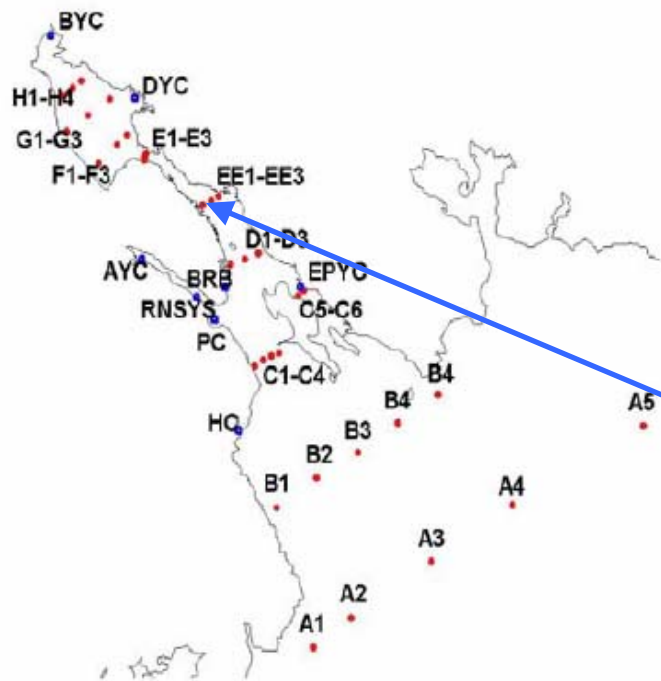 BYC
DYC
H1-H4
G1-G3
E1-E3
F1-F3
EE1-EE3
D1-D3
AYC
BRB
EPYC
RNSYS
C5-C6
PC
C1-C4
B4
B4
A5
HC
B3
B2
B1
A4
A3
A2
A1